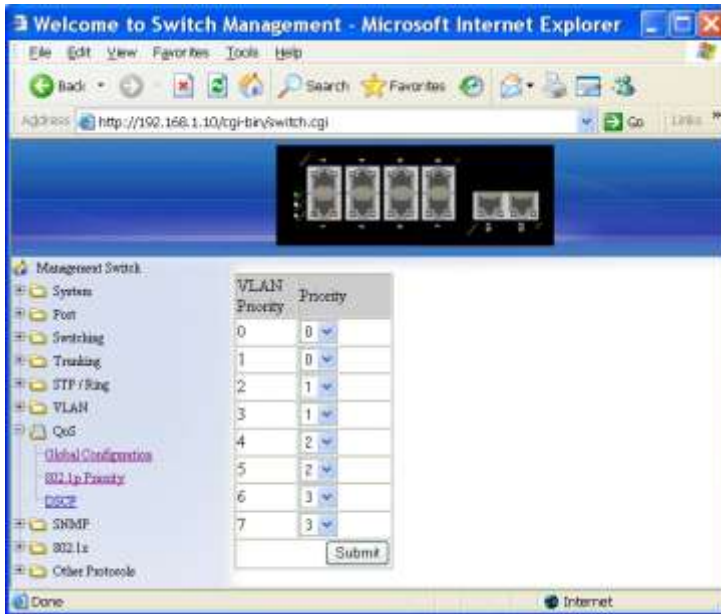 Welcome to Switch Management - Microsoft Internet Explorer
File Edit View Favorites Tools Help
Back Search Favorites
Address http://192.168.1.10/cgi-bin/switch.cgi Go Links
Management Switch
System
Port
Switching
Trunking
STP / Ring
VLAN
QoS
Global Configuration
802.1p Priority
DSCP
SNMP
802.1x
Other Protocols
VLAN Priority Priority
0 0
1 0
2 1
3 1
4 2
5 2
6 3
7 3
Submit
Done Internet